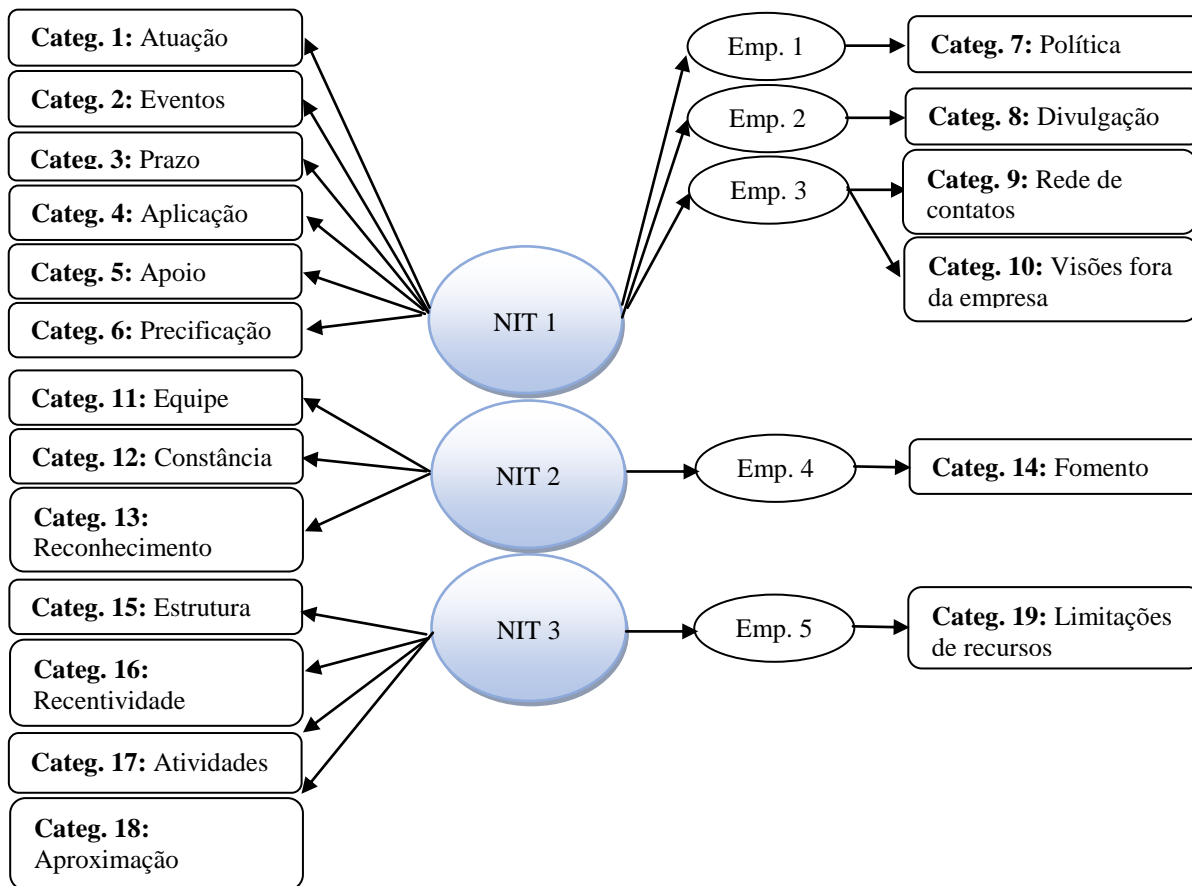 Categ. 1: Atuação
Categ. 2: Eventos
Categ. 3: Prazo
Categ. 4: Aplicação
Categ. 5: Apoio
Categ. 6: Precificação
NIT 1
Emp. 1
Categ. 7: Política
Emp. 2
Categ. 8: Divulgação
Emp. 3
Categ. 9: Rede de
contatos
Categ. 10: Visões fora
da empresa
Categ. 11: Equipe
Categ. 12: Constância
Categ. 13:
Reconhecimento
NIT 2
Emp. 4
Categ. 14: Fomento
Categ. 15: Estrutura
Categ. 16:
Recentividade
Categ. 17: Atividades
Categ. 18:
Aproximação
NIT 3
Emp. 5
Categ. 19: Limitações
de recursos